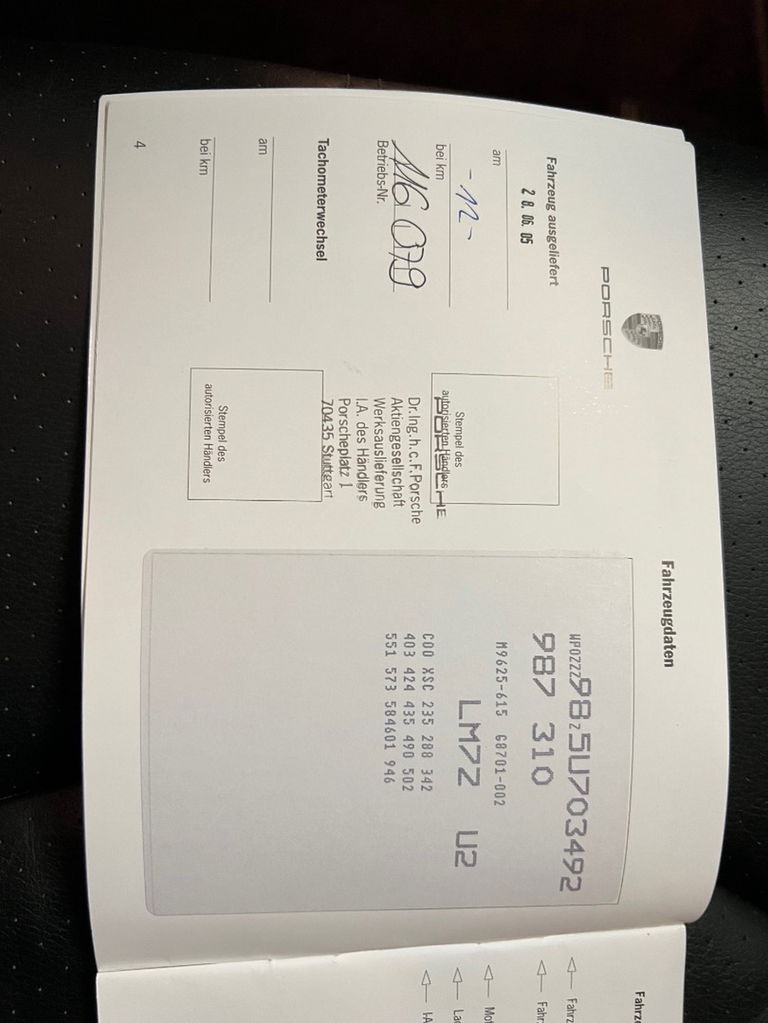 PORSCHE
Fahrzeug ausgeliefert
28.06.05
am
- 12 -
bei km
116 079
Betriebs-Nr.
Tachometerwechsel
am
bei km
4
Stempel des
autorisierten Händlers
PORSCHE
Dr.Ing.h.c.F.Porsche
Aktiengesellschaft
Werksauslieferung
I.A. des Händlers
Porscheplatz 1
70435 Stuttgart
Stempel des
autorisierten Händlers
Fahrzeugdaten
WP0ZZZ98Z5U703492
987 310
M9625-615 G8701-002
LM7Z U2
C00 XSC 235 288 342
403 424 435 490 502
551 573 584601 946